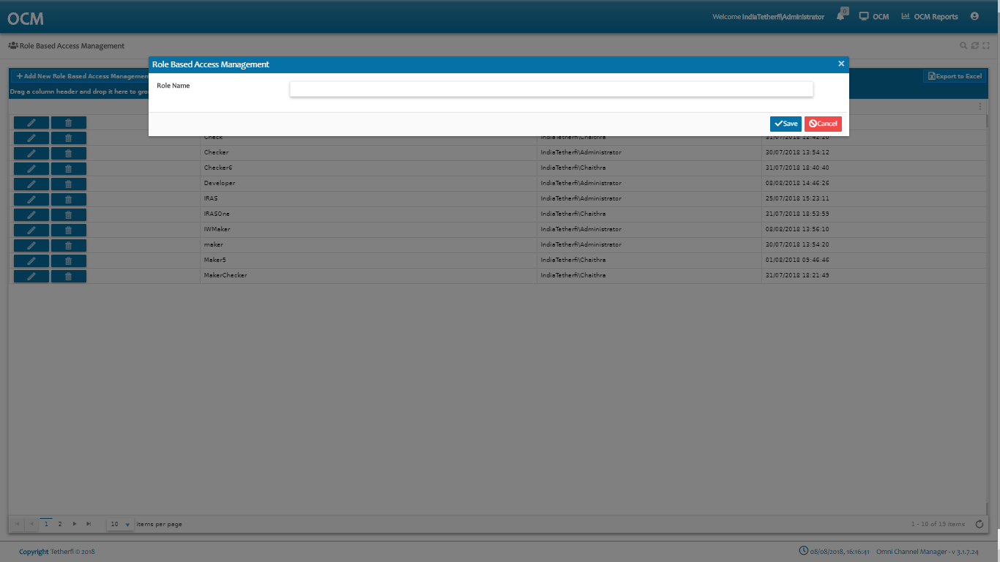 OCM
Welcome IndiaTetherfi\Administrator
0
OCM
OCM Reports
Role Based Access Management
Role Based Access Management
Add New Role Based Access Management
Export to Excel
Drag a column header and drop it here to gro
Role Name
Save
Cancel
Check IndiaTetherfi\Chaithra 31/07/2018 12:42:20
Checker IndiaTetherfi\Administrator 30/07/2018 13:54:12
Checker6 IndiaTetherfi\Chaithra 31/07/2018 18:40:40
Developer IndiaTetherfi\Administrator 08/08/2018 14:46:26
IRAS IndiaTetherfi\Administrator 25/07/2018 15:23:11
IRASOne IndiaTetherfi\Chaithra 31/07/2018 18:53:59
IWMaker IndiaTetherfi\Administrator 08/08/2018 13:56:10
maker IndiaTetherfi\Administrator 30/07/2018 13:54:20
Maker5 IndiaTetherfi\Chaithra 01/08/2018 09:46:46
MakerChecker IndiaTetherfi\Chaithra 31/07/2018 18:21:49
1 2 10 items per page
1 - 10 of 19 items
Copyright Tetherfi © 2018
08/08/2018, 16:16:41 Omni Channel Manager - v 3.1.7.24